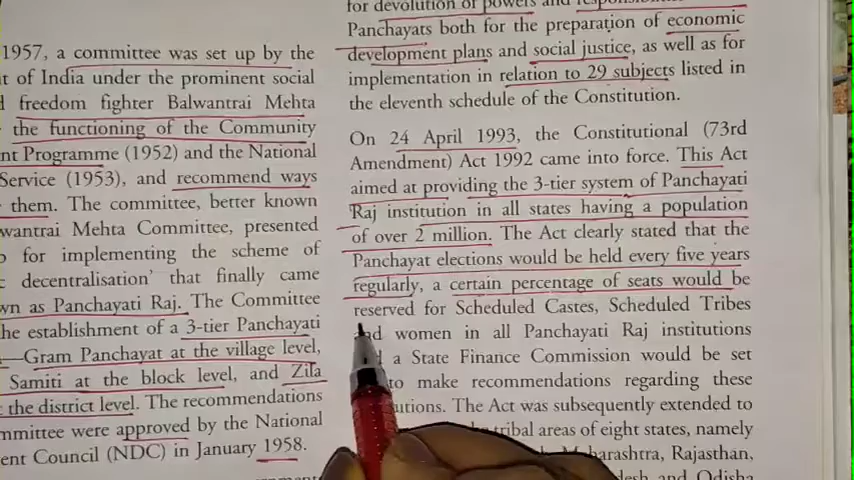 1957, a committee was set up by the
t of India under the prominent social
freedom fighter Balwantrai Mehta
the functioning of the Community
nt Programme (1952) and the National
Service (1953), and recommend ways
them. The committee, better known
wantrai Mehta Committee, presented
for implementing the scheme of
decentralisation' that finally came
wn as Panchayati Raj. The Committee
he establishment of a 3-tier Panchayati
—Gram Panchayat at the village level,
Samiti at the block level, and Zila
the district level. The recommendations
mmittee were approved by the National
ent Council (NDC) in January 1958.
for devolution of powers and
Panchayats both for the preparation of economic
development plans and social justice, as well as for
implementation in relation to 29 subjects listed in
the eleventh schedule of the Constitution.
On 24 April 1993, the Constitutional (73rd
Amendment) Act 1992 came into force. This Act
aimed at providing the 3-tier system of Panchayati
Raj institution in all states having a population
of over 2 million. The Act clearly stated that the
Panchayat elections would be held every five years
regularly, a certain percentage of seats would be
reserved for Scheduled Castes, Scheduled Tribes
and women in all Panchayati Raj institutions
a State Finance Commission would be set
to make recommendations regarding these
utions. The Act was subsequently extended to
tribal areas of eight states, namely
Maharashtra, Rajasthan,
and Odisha